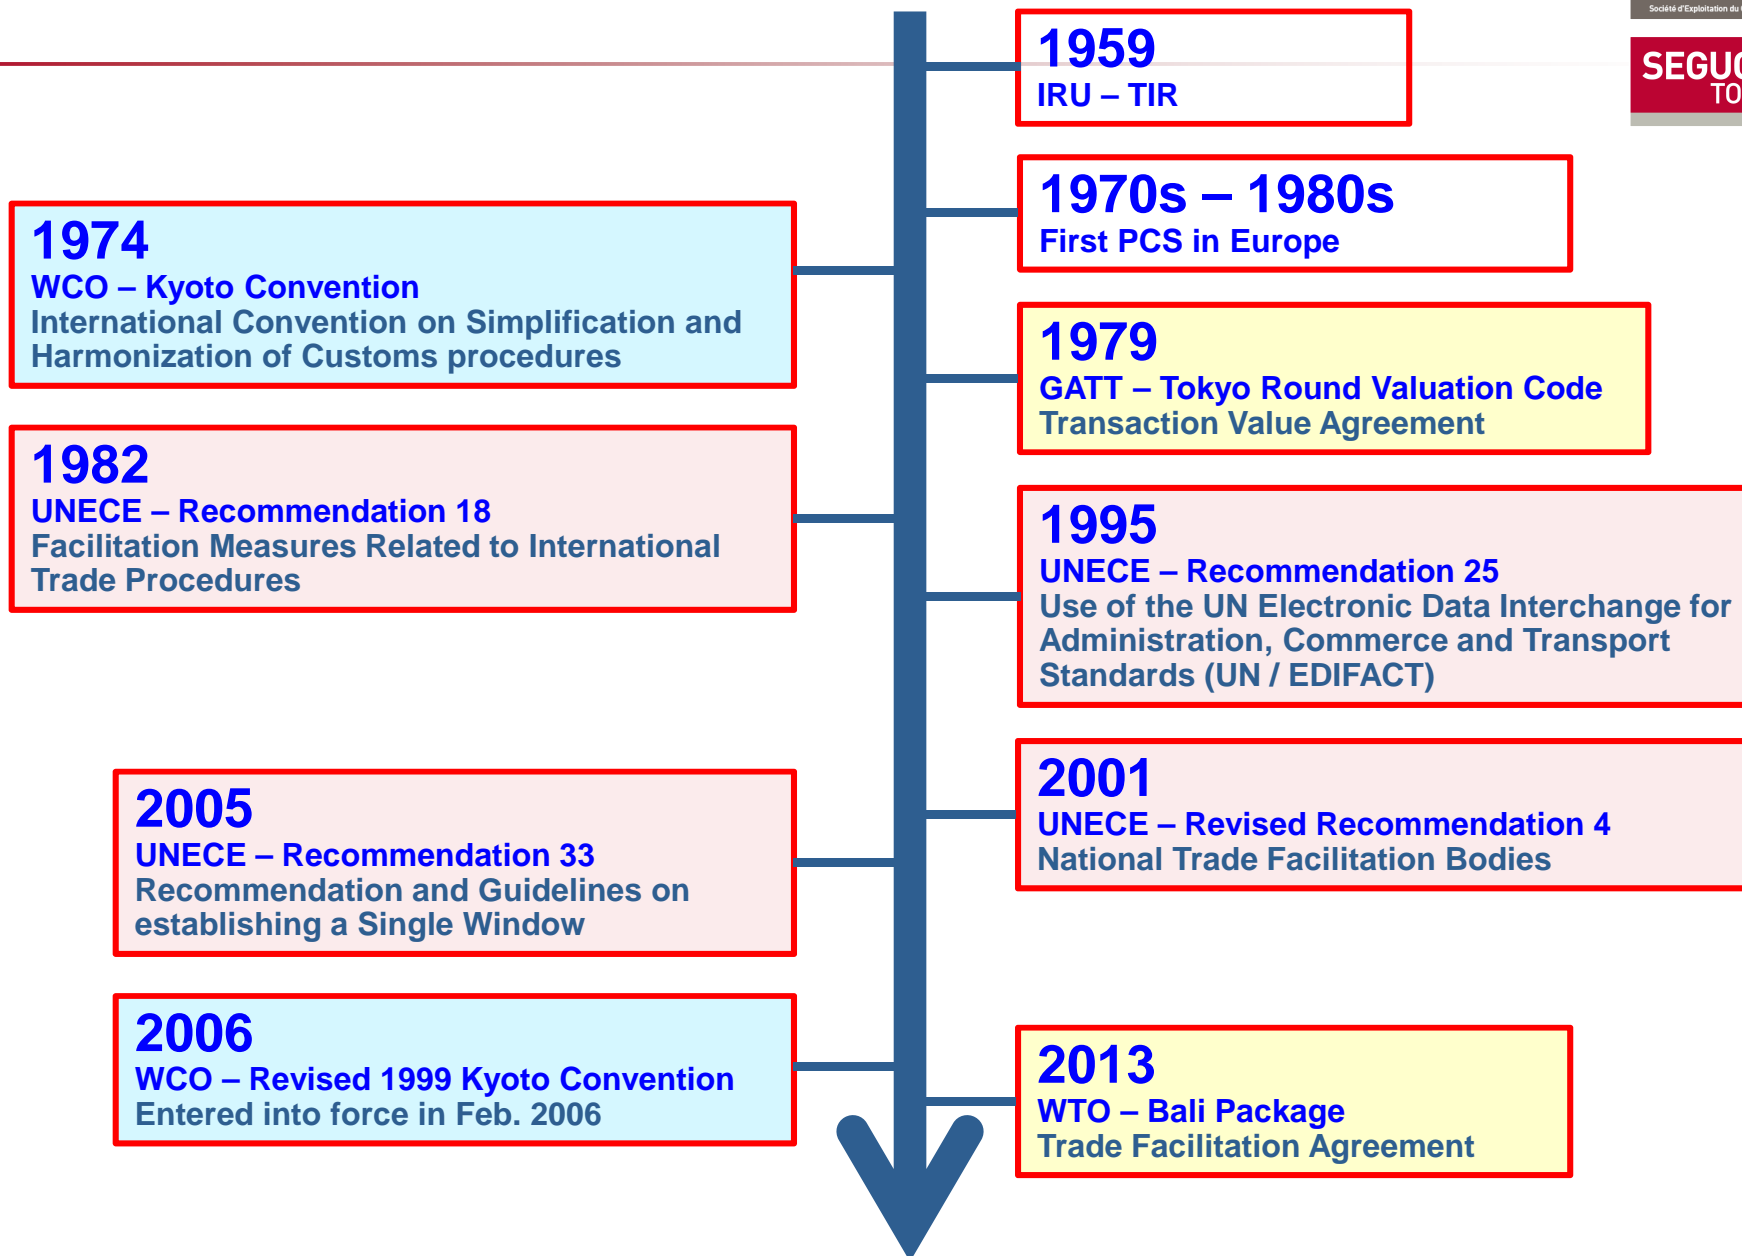 Société d'Exploitation du
1959
IRU – TIR
1970s – 1980s
First PCS in Europe
1974
WCO – Kyoto Convention
International Convention on Simplification and
Harmonization of Customs procedures
1979
GATT – Tokyo Round Valuation Code
Transaction Value Agreement
1982
UNECE – Recommendation 18
Facilitation Measures Related to International
Trade Procedures
1995
UNECE – Recommendation 25
Use of the UN Electronic Data Interchange for
Administration, Commerce and Transport
Standards (UN / EDIFACT)
2001
UNECE – Revised Recommendation 4
National Trade Facilitation Bodies
2005
UNECE – Recommendation 33
Recommendation and Guidelines on
establishing a Single Window
2006
WCO – Revised 1999 Kyoto Convention
Entered into force in Feb. 2006
2013
WTO – Bali Package
Trade Facilitation Agreement